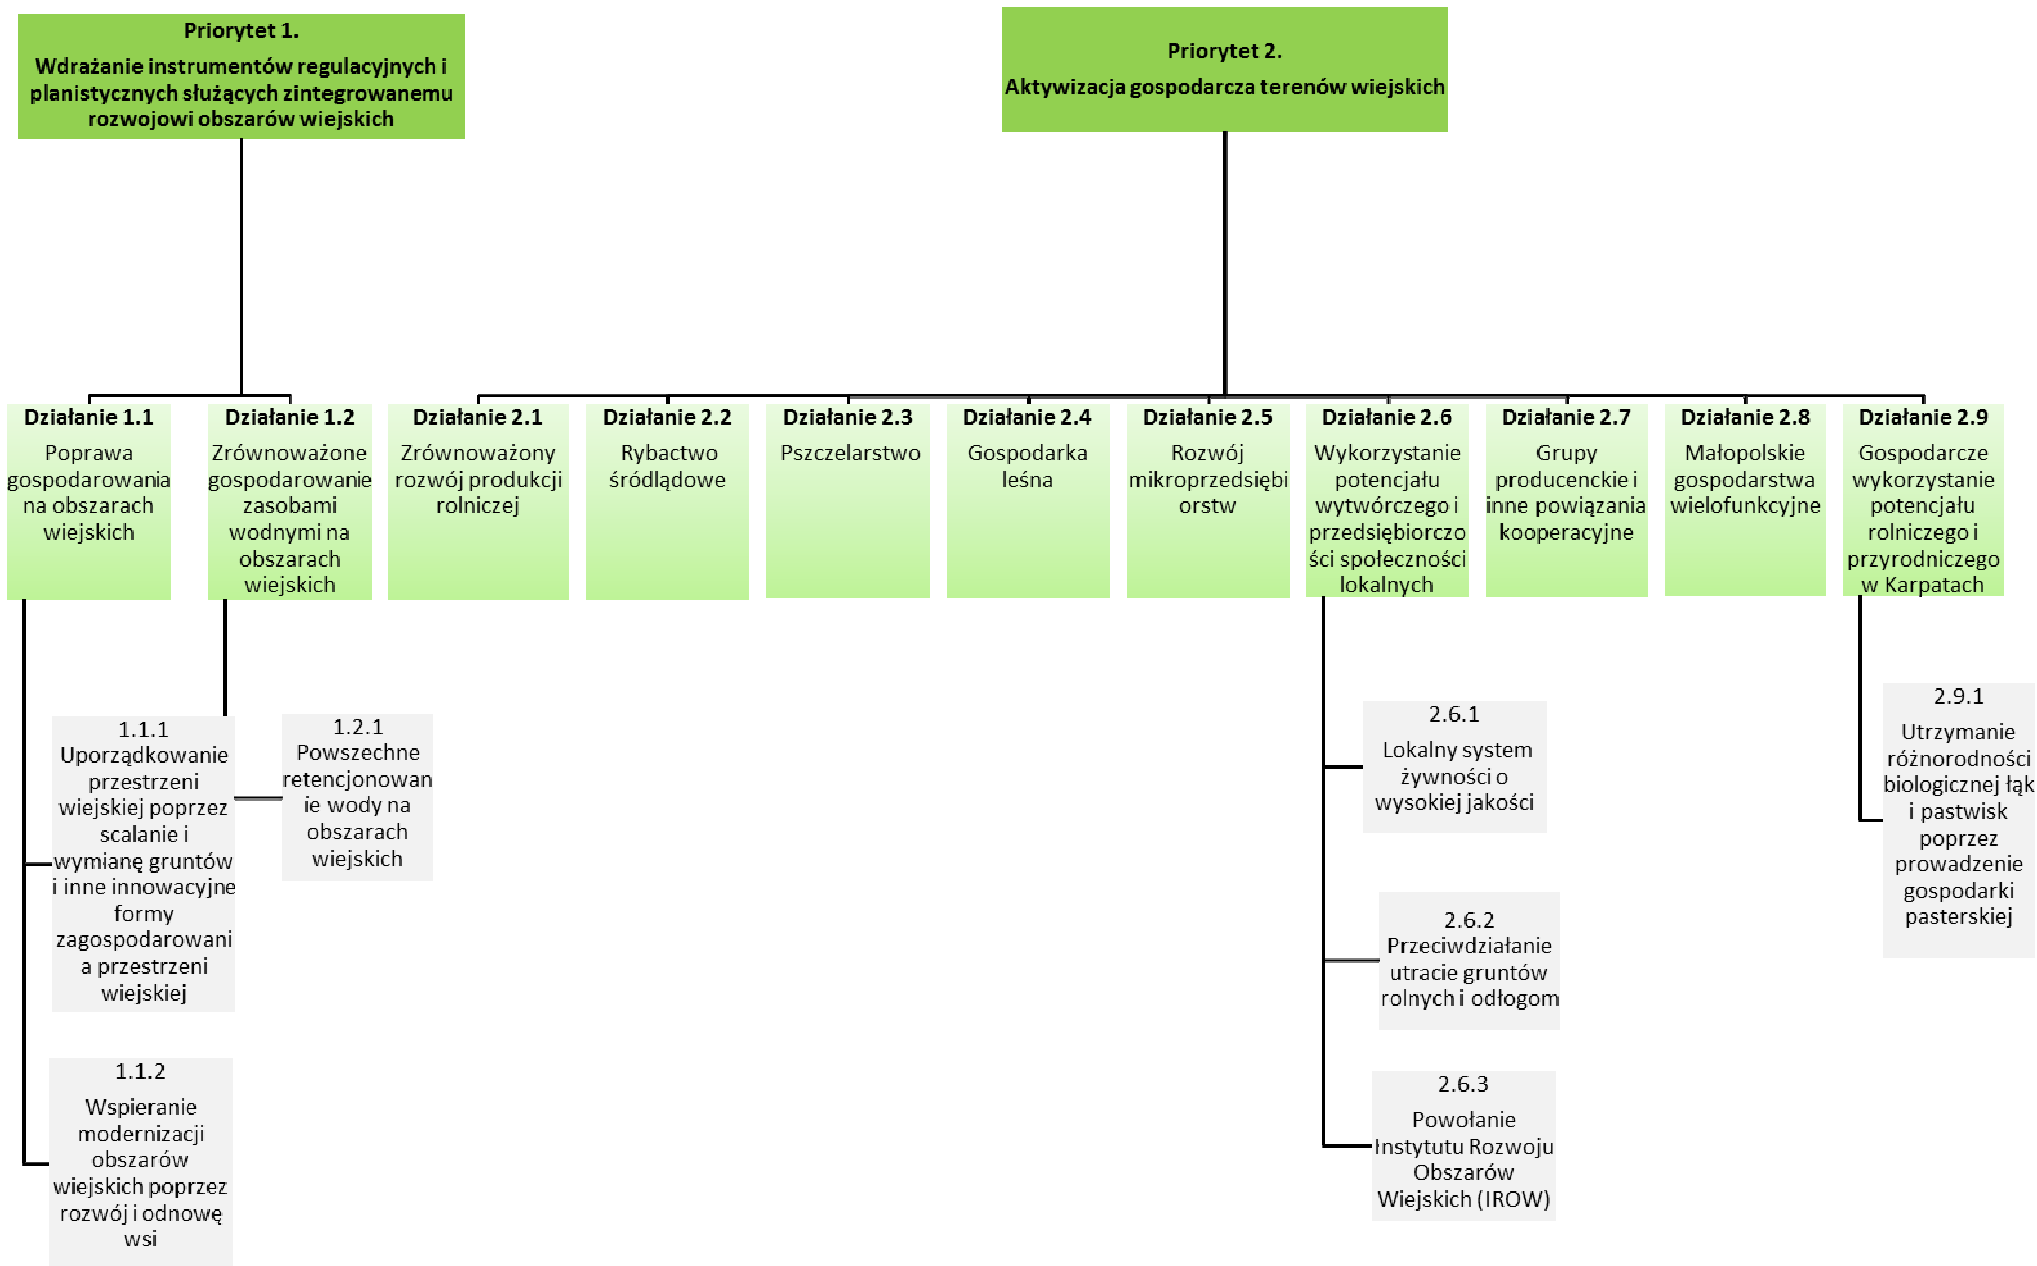 Priorytet 1.
Wdrażanie instrumentów regulacyjnych i
planistycznych służących zintegrowanemu
rozwojowi obszarów wiejskich
Priorytet 2.
Aktywizacja gospodarcza terenów wiejskich
Działanie 1.1
Poprawa
gospodarowania
na obszarach
wiejskich
Działanie 1.2
Zrównoważone
gospodarowanie
zasobami
wodnymi na
obszarach
wiejskich
Działanie 2.1
Zrównoważony
rozwój produkcji
rolniczej
Działanie 2.2
Rybactwo
śródlądowe
Działanie 2.3
Pszczelarstwo
Działanie 2.4
Gospodarka
leśna
Działanie 2.5
Rozwój
mikroprzedsiębi
orstw
Działanie 2.6
Wykorzystanie
potencjału
wytwórczego i
przedsiębiorczo
ści społeczności
lokalnych
Działanie 2.7
Grupy
producenckie i
inne powiązania
kooperacyjne
Działanie 2.8
Małopolskie
gospodarstwa
wielofunkcyjne
Działanie 2.9
Gospodarcze
wykorzystanie
potencjału
rolniczego i
przyrodniczego
w Karpatach
1.1.1
Uporządkowanie
przestrzeni
wiejskiej poprzez
scalanie i
wymianę gruntów
i inne innowacyjne
formy
zagospodarowani
a przestrzeni
wiejskiej
1.1.2
Wspieranie
modernizacji
obszarów
wiejskich poprzez
rozwój i odnowę
wsi
1.2.1
Powszechne
retencjonowan
ie wody na
obszarach
wiejskich
2.6.1
Lokalny system
żywności o
wysokiej jakości
2.6.2
Przeciwdziałanie
utracie gruntów
rolnych i odłogom
2.6.3
Powołanie
Instytutu Rozwoju
Obszarów
Wiejskich (IROW)
2.9.1
Utrzymanie
różnorodności
biologicznej łąk
i pastwisk
poprzez
prowadzenie
gospodarki
pasterskiej